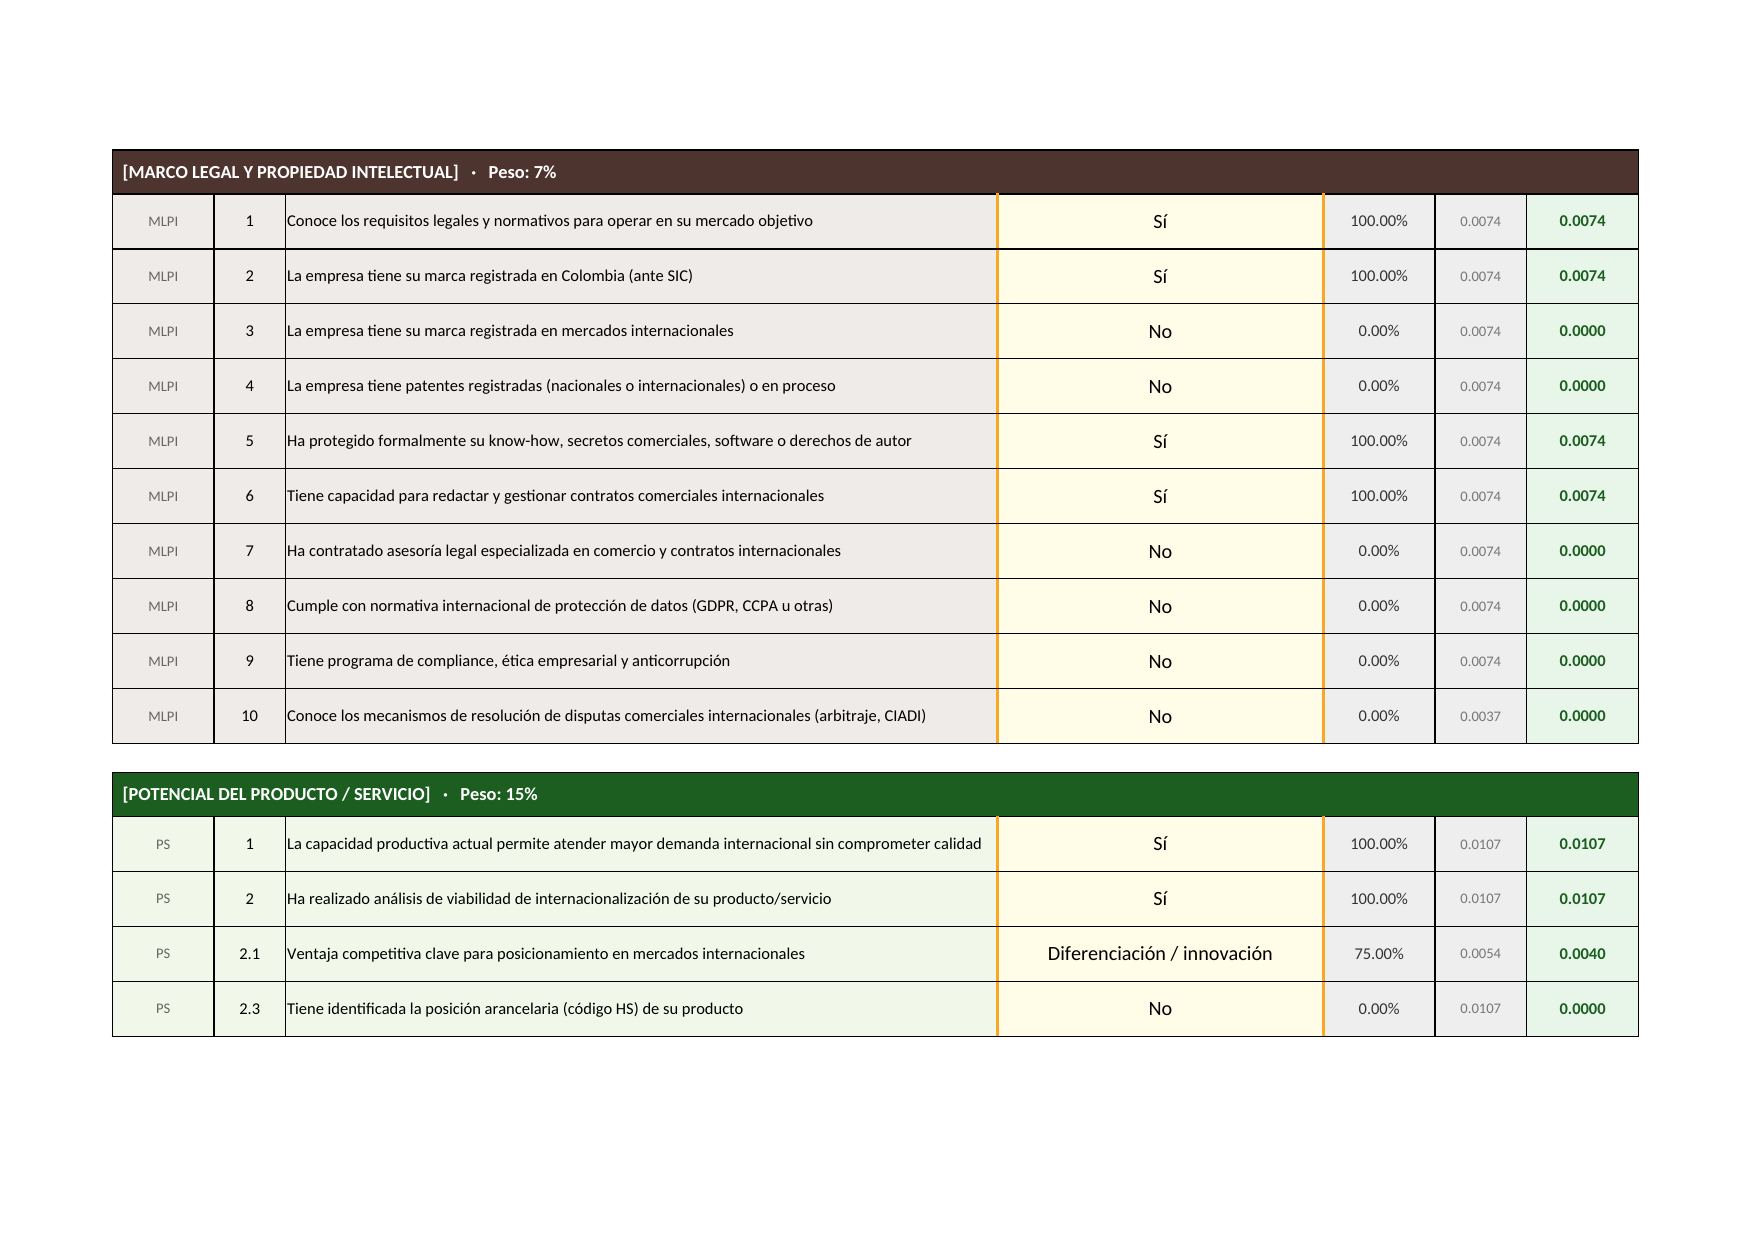 [MARCO LEGAL Y PROPIEDAD INTELECTUAL] · Peso: 7%
MLPI 1 Conoce los requisitos legales y normativos para operar en su mercado objetivo Sí 100.00% 0.0074 0.0074
MLPI 2 La empresa tiene su marca registrada en Colombia (ante SIC) Sí 100.00% 0.0074 0.0074
MLPI 3 La empresa tiene su marca registrada en mercados internacionales No 0.00% 0.0074 0.0000
MLPI 4 La empresa tiene patentes registradas (nacionales o internacionales) o en proceso No 0.00% 0.0074 0.0000
MLPI 5 Ha protegido formalmente su know-how, secretos comerciales, software o derechos de autor Sí 100.00% 0.0074 0.0074
MLPI 6 Tiene capacidad para redactar y gestionar contratos comerciales internacionales Sí 100.00% 0.0074 0.0074
MLPI 7 Ha contratado asesoría legal especializada en comercio y contratos internacionales No 0.00% 0.0074 0.0000
MLPI 8 Cumple con normativa internacional de protección de datos (GDPR, CCPA u otras) No 0.00% 0.0074 0.0000
MLPI 9 Tiene programa de compliance, ética empresarial y anticorrupción No 0.00% 0.0074 0.0000
MLPI 10 Conoce los mecanismos de resolución de disputas comerciales internacionales (arbitraje, CIADI) No 0.00% 0.0037 0.0000
[POTENCIAL DEL PRODUCTO / SERVICIO] · Peso: 15%
PS 1 La capacidad productiva actual permite atender mayor demanda internacional sin comprometer calidad Sí 100.00% 0.0107 0.0107
PS 2 Ha realizado análisis de viabilidad de internacionalización de su producto/servicio Sí 100.00% 0.0107 0.0107
PS 2.1 Ventaja competitiva clave para posicionamiento en mercados internacionales Diferenciación / innovación 75.00% 0.0054 0.0040
PS 2.3 Tiene identificada la posición arancelaria (código HS) de su producto No 0.00% 0.0107 0.0000